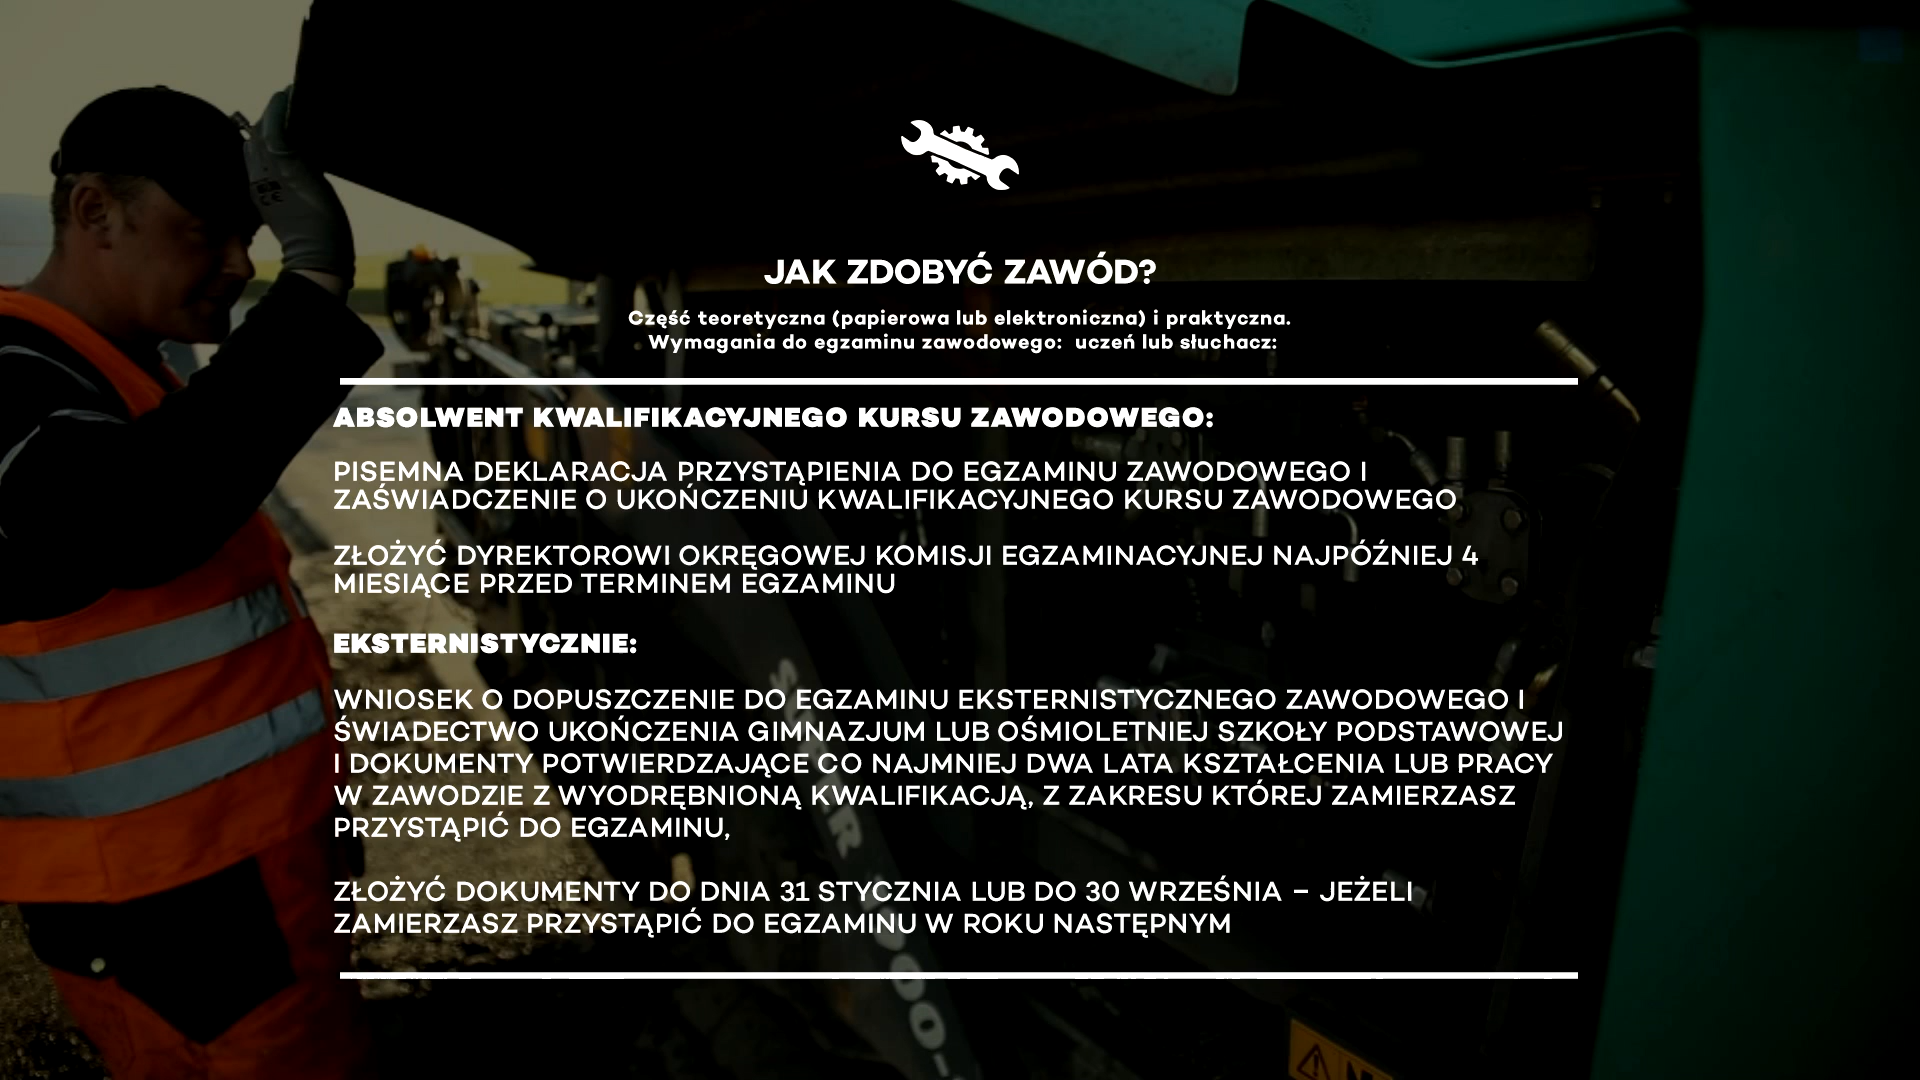 JAK ZDOBYĆ ZAWÓD?
Część teoretyczna (papierowa lub elektroniczna) i praktyczna.
Wymagania do egzaminu zawodowego: uczeń lub słuchacz:
ABSOLWENT KWALIFIKACYJNEGO KURSU ZAWODOWEGO:
PISEMNA DEKLARACJA PRZYSTĄPIENIA DO EGZAMINU ZAWODOWEGO I
ZAŚWIADCZENIE O UKOŃCZENIU KWALIFIKACYJNEGO KURSU ZAWODOWEGO
ZŁOŻYĆ DYREKTOROWI OKRĘGOWEJ KOMISJI EGZAMINACYJNEJ NAJPÓŹNIEJ 4
MIESIĄCE PRZED TERMINEM EGZAMINU
EKSTERNISTYCZNIE:
WNIOSEK O DOPUSZCZENIE DO EGZAMINU EKSTERNISTYCZNEGO ZAWODOWEGO I
ŚWIADECTWO UKOŃCZENIA GIMNAZJUM LUB OŚMIOLETNIEJ SZKOŁY PODSTAWOWEJ
I DOKUMENTY POTWIERDZAJĄCE CO NAJMNIEJ DWA LATA KSZTAŁCENIA LUB PRACY
W ZAWODZIE Z WYODRĘBNIONĄ KWALIFIKACJĄ, Z ZAKRESU KTÓREJ ZAMIERZASZ
PRZYSTĄPIĆ DO EGZAMINU,
ZŁOŻYĆ DOKUMENTY DO DNIA 31 STYCZNIA LUB DO 30 WRZEŚNIA – JEŻELI
ZAMIERZASZ PRZYSTĄPIĆ DO EGZAMINU W ROKU NASTĘPNYM